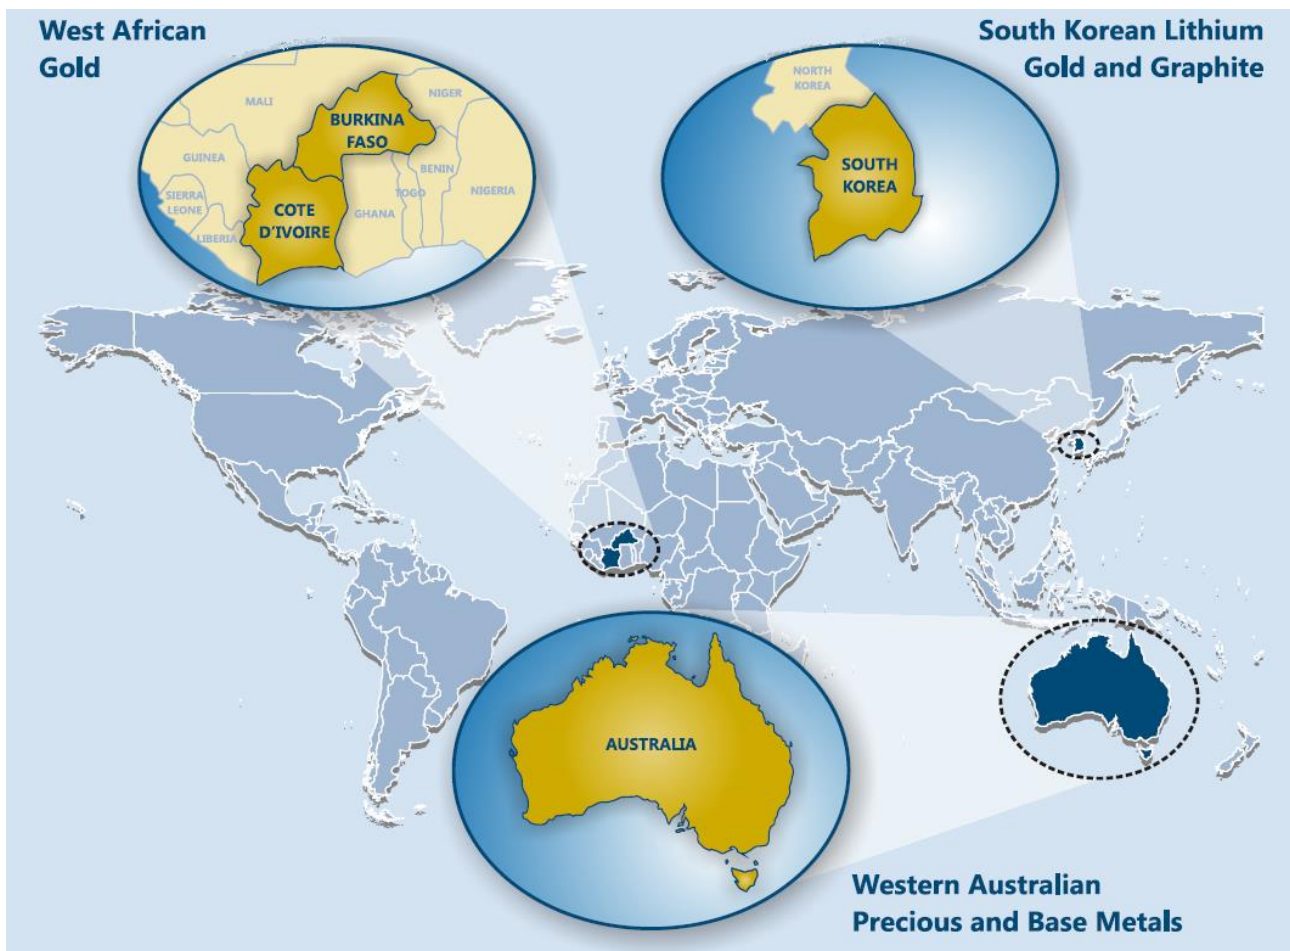 West African
Gold
South Korean Lithium
Gold and Graphite
MALI
NIGER
BURKINA
FASO
GUINEA
BENIN
SIERRA
LEONE
TOGO
NIGERIA
COTE
D'IVOIRE
GHANA
LIBERIA
NORTH
KOREA
SOUTH
KOREA
AUSTRALIA
Western Australian
Precious and Base Metals